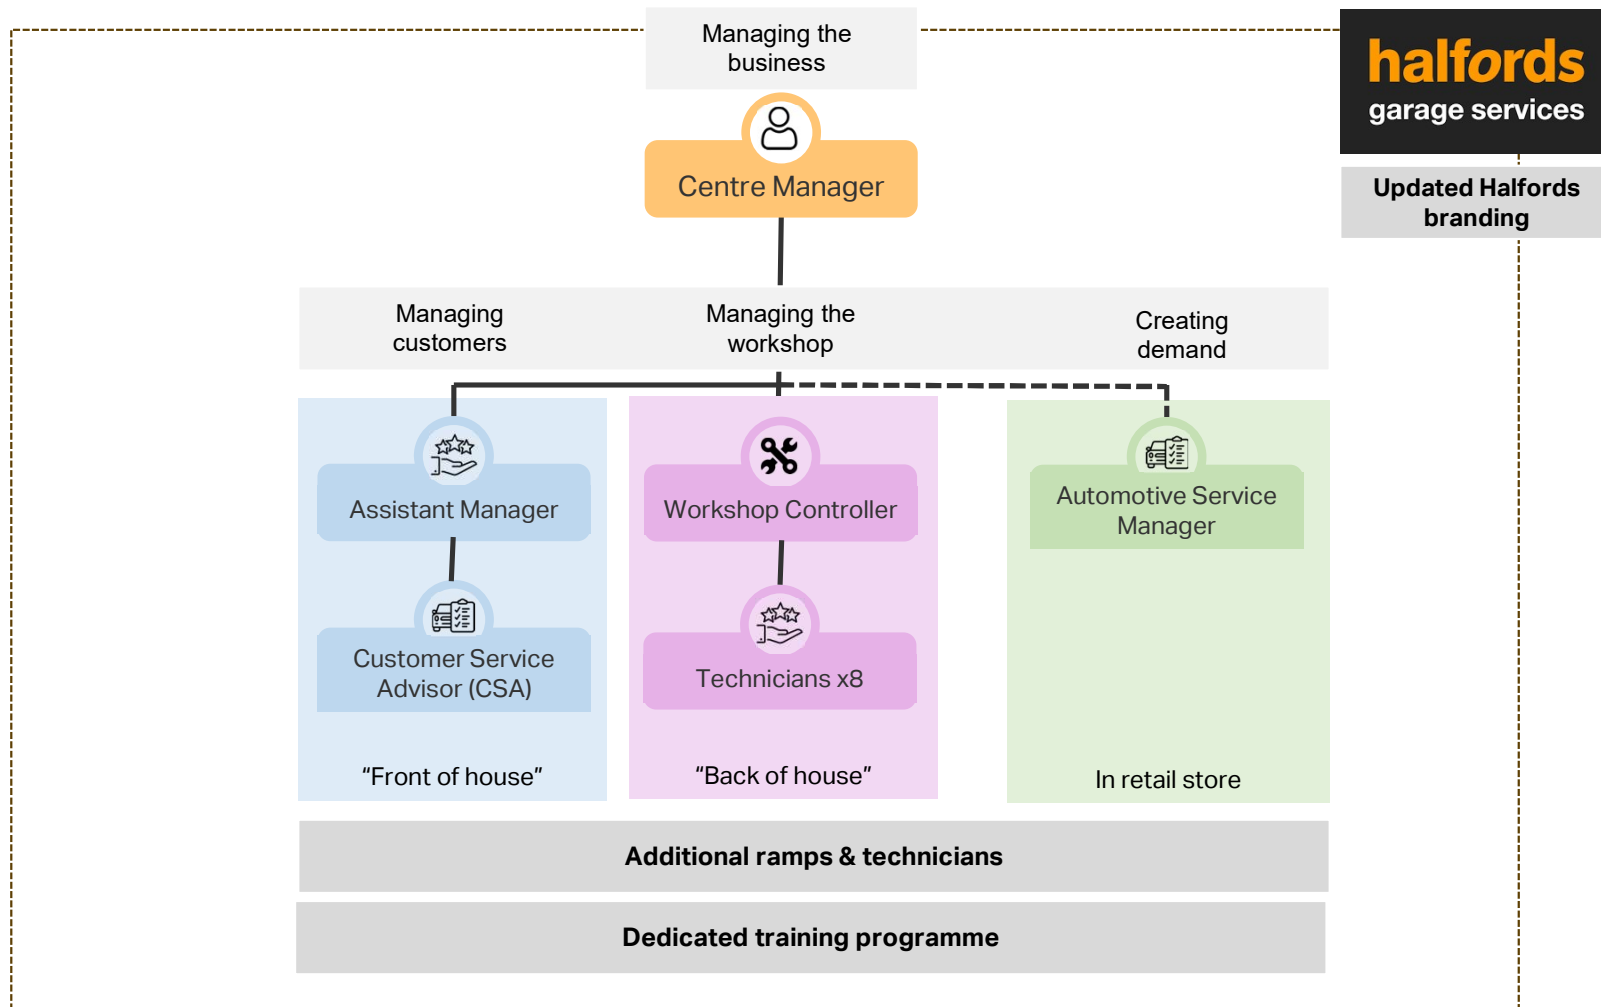 Managing the
business
halfords
garage services
Centre Manager
Updated Halfords
branding
Managing
customers
Managing the
workshop
Creating
demand
Assistant Manager
Workshop Controller
Automotive Service
Manager
Customer Service
Advisor (CSA)
Technicians x8
“Front of house”
“Back of house”
In retail store
Additional ramps & technicians
Dedicated training programme